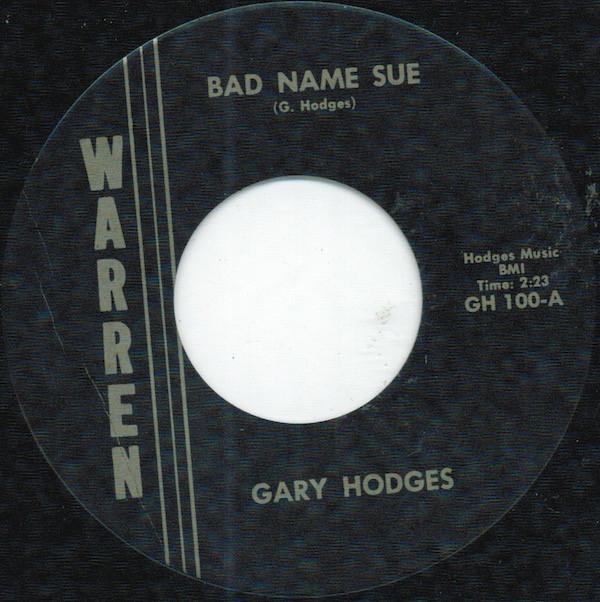 BAD NAME SUE
(G. Hodges)
WARREN
Hodges Music
BMI
Time: 2:23
GH 100-A
GARY HODGES